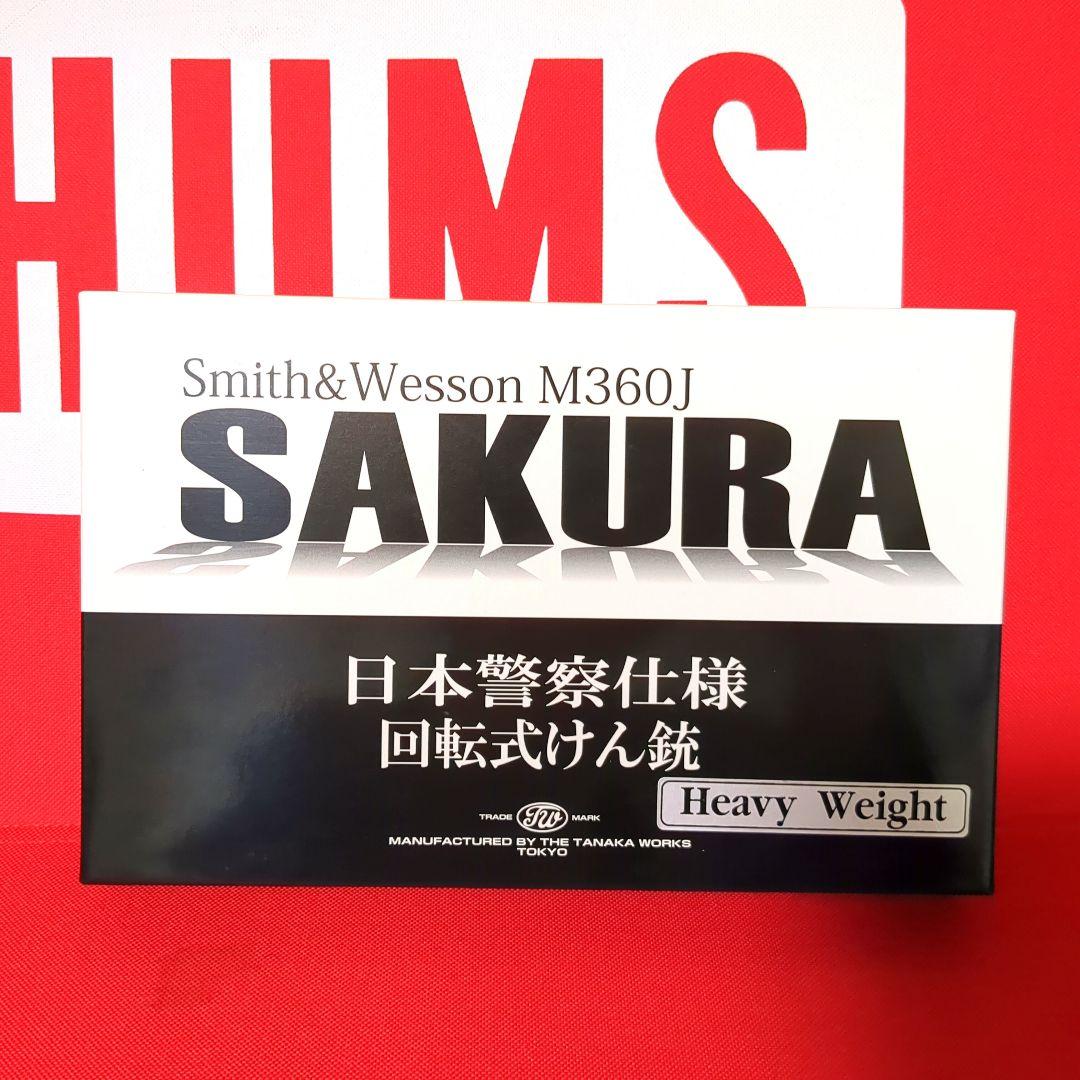 HUMS
Smith&Wesson M360J
SAKURA
日本警察仕様
回転式けん銃
Heavy Weight
TRADE TW MARK
MANUFACTURED BY THE TANAKA WORKS
TOKYO